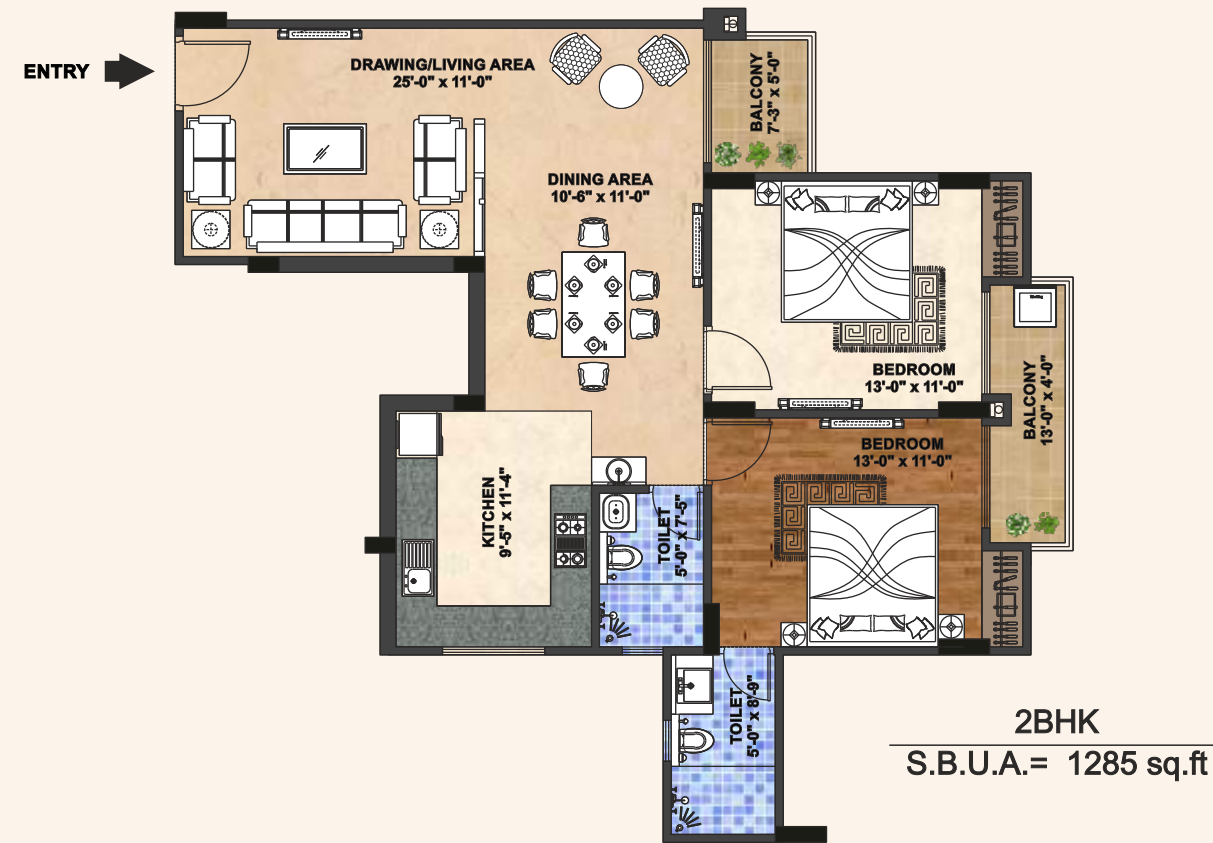 ENTRY
DRAWING/LIVING AREA
25'-0" x 11'-0"
BALCONY
7'-3" x 5'-0"
DINING AREA
10'-6" x 11'-0"
BEDROOM
13'-0" x 11'-0"
BALCONY
13'-0" x 4'-0"
BEDROOM
13'-0" x 11'-0"
KITCHEN
9'-5" x 11'-4"
TOILET
5'-0" x 7'-5"
TOILET
5'-0" x 8'-9"
2BHK
S.B.U.A.= 1285 sq.ft